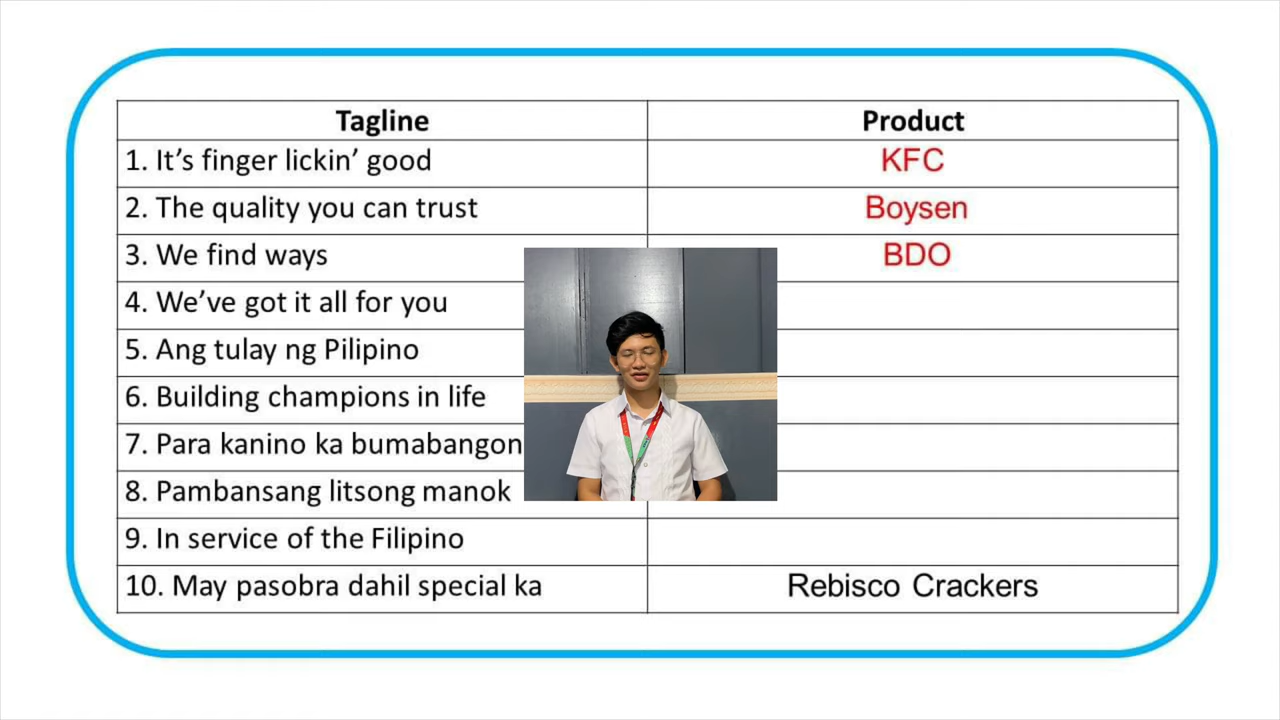 Tagline Product
1. It’s finger lickin’ good KFC
2. The quality you can trust Boysen
3. We find ways BDO
4. We’ve got it all for you
5. Ang tulay ng Pilipino
6. Building champions in life
7. Para kanino ka bumabangon
8. Pambansang litsong manok
9. In service of the Filipino
10. May pasobra dahil special ka Rebisco Crackers